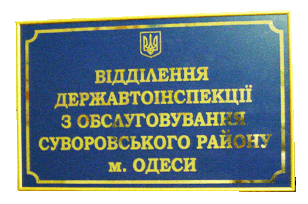 ВІДДІЛЕННЯ
ДЕРЖАВТОІНСПЕКЦІЇ
З ОБСЛУГОВУВАННЯ
СУВОРОВСЬКОГО РАЙОНУ
м. ОДЕСИ